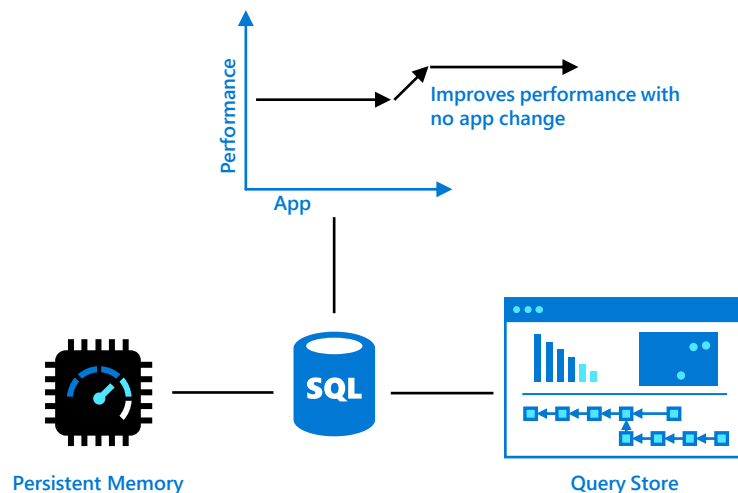 Performance
Improves performance with
no app change
App
SQL
Persistent Memory
Query Store